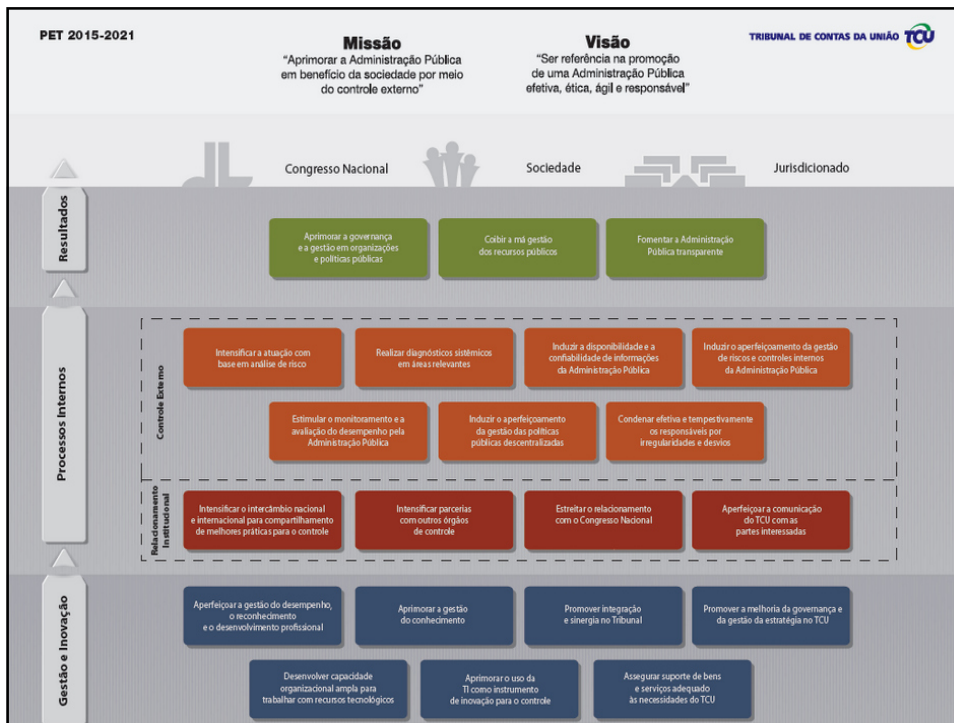 PET 2015-2021
Missão
"Aprimorar a Administração Pública
em benefício da sociedade por meio
do controle externo"
Visão
"Ser referência na promoção
de uma Administração Pública
efetiva, ética, ágil e responsável"
TRIBUNAL DE CONTAS DA UNIÃO TCU
Congresso Nacional
Sociedade
Jurisdicionado
Resultados
Aprimorar a governança
e a gestão em organizações
e políticas públicas
Coibir a má gestão
dos recursos públicos
Fomentar a Administração
Pública transparente
Processos Internos
Controle Externo
Intensificar a atuação com
base em análise de risco
Realizar diagnósticos sistêmicos
em áreas relevantes
Induzir a disponibilidade e a
confiabilidade de informações
da Administração Pública
Induzir o aperfeiçoamento da gestão
de riscos e controles internos
da Administração Pública
Estimular o monitoramento e a
avaliação do desempenho pela
Administração Pública
Induzir o aperfeiçoamento
da gestão das políticas
públicas descentralizadas
Condenar efetiva e tempestivamente
os responsáveis por
irregularidades e desvios
Relacionamento
Institucional
Intensificar o intercâmbio nacional
e internacional para compartilhamento
de melhores práticas para o controle
Intensificar parcerias
com outros órgãos
de controle
Estreitar o relacionamento
com o Congresso Nacional
Aperfeiçoar a comunicação
do TCU com as
partes interessadas
Gestão e Inovação
Aperfeiçoar a gestão do desempenho,
o reconhecimento
e o desenvolvimento profissional
Aprimorar a gestão
do conhecimento
Promover integração
e sinergia no Tribunal
Promover a melhoria da governança e
da gestão da estratégia no TCU
Desenvolver capacidade
organizacional ampla para
trabalhar com recursos tecnológicos
Aprimorar o uso da
TI como instrumento
de inovação para o controle
Assegurar suporte de bens
e serviços adequado
às necessidades do TCU